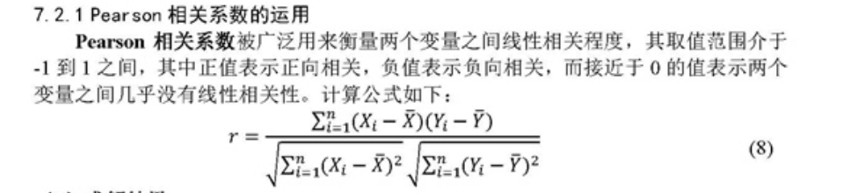 7.2.1 Pearson 相关系数的运用
Pearson 相关系数被广泛用来衡量两个变量之间线性相关程度，其取值范围介于
-1 到 1 之间，其中正值表示正向相关，负值表示负向相关，而接近于 0 的值表示两个
变量之间几乎没有线性相关性。计算公式如下：
r = \frac{\sum_{i=1}^{n}(X_i - \bar{X})(Y_i - \bar{Y})}{\sqrt{\sum_{i=1}^{n}(X_i - \bar{X})^2}\sqrt{\sum_{i=1}^{n}(Y_i - \bar{Y})^2}} (8)